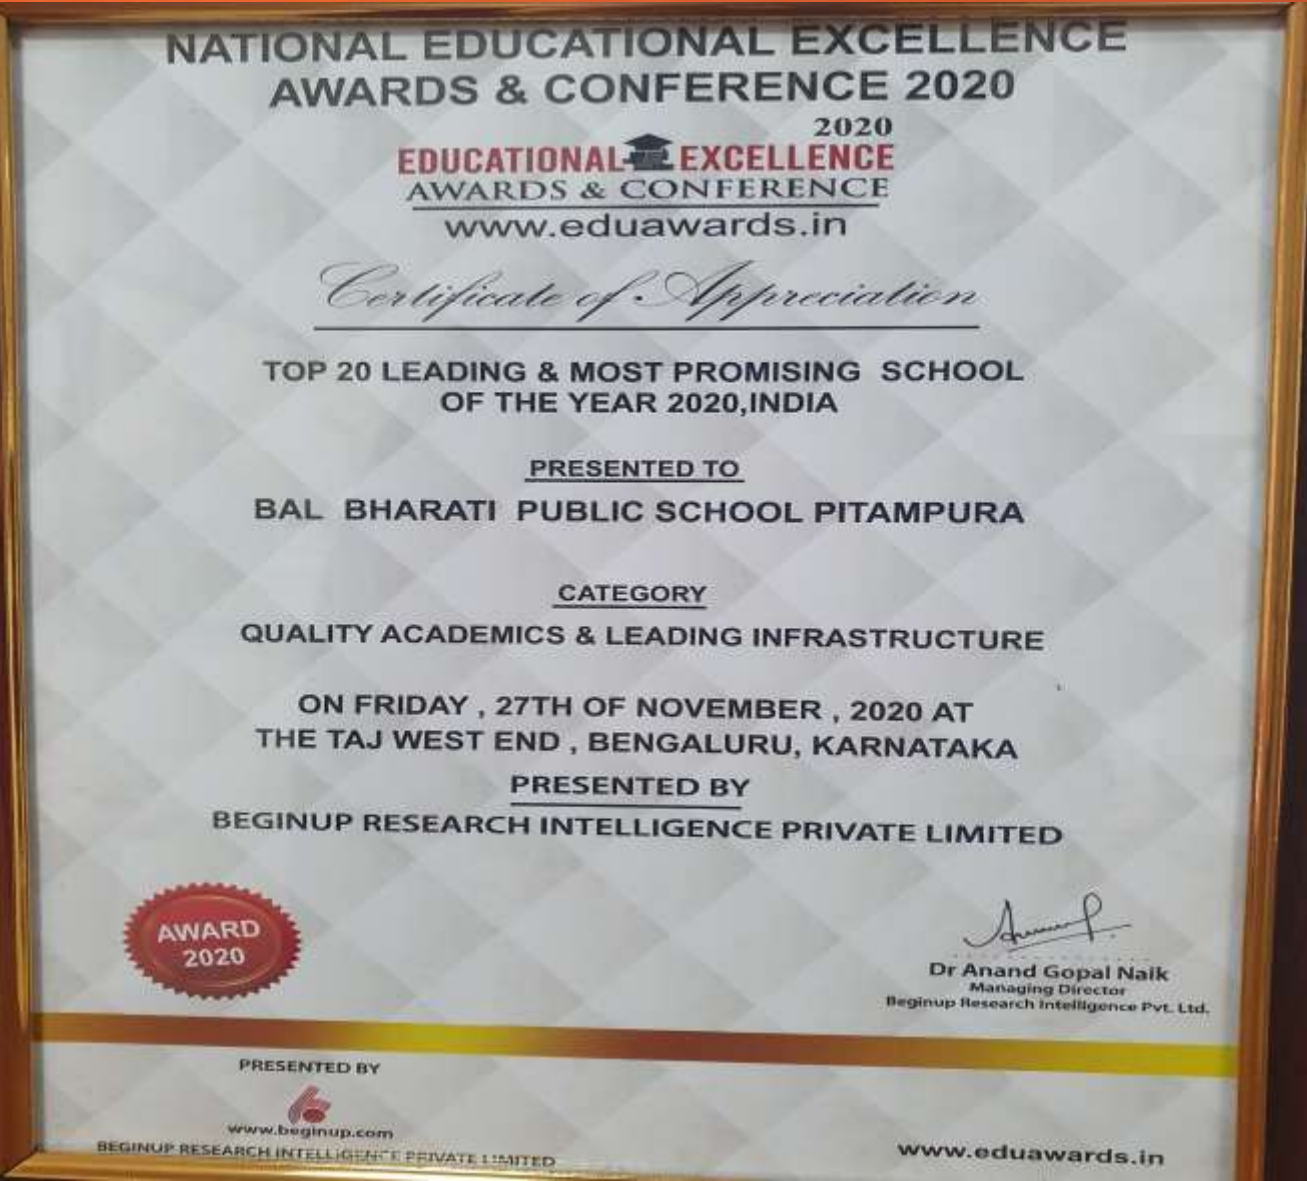 NATIONAL EDUCATIONAL EXCELLENCE
AWARDS & CONFERENCE 2020
2020
EDUCATIONAL EXCELLENCE
AWARDS & CONFERENCE
www.eduawards.in
Certificate of Appreciation
TOP 20 LEADING & MOST PROMISING SCHOOL
OF THE YEAR 2020,INDIA
PRESENTED TO
BAL BHARATI PUBLIC SCHOOL PITAMPURA
CATEGORY
QUALITY ACADEMICS & LEADING INFRASTRUCTURE
ON FRIDAY , 27TH OF NOVEMBER , 2020 AT
THE TAJ WEST END , BENGALURU, KARNATAKA
PRESENTED BY
BEGINUP RESEARCH INTELLIGENCE PRIVATE LIMITED
AWARD
2020
Dr Anand Gopal Naik
Managing Director
Beginup Research Intelligence Pvt. Ltd.
PRESENTED BY
www.beginup.com
BEGINUP RESEARCH INTELLIGENCE PRIVATE LIMITED
www.eduawards.in